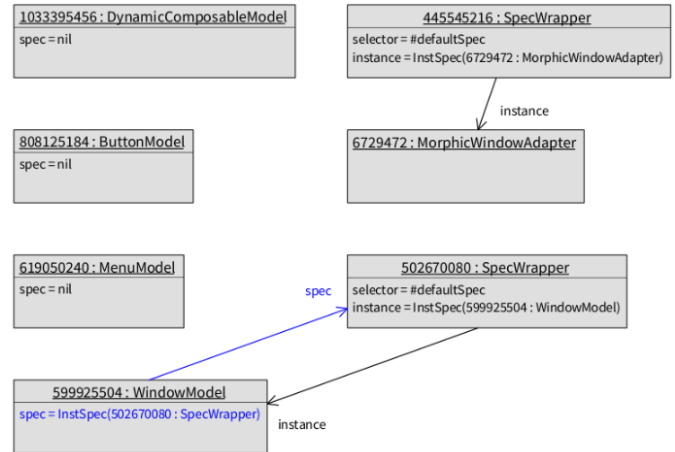 1033395456 : DynamicComposableModel
spec = nil
445545216 : SpecWrapper
selector = #defaultSpec
instance = InstSpec(6729472 : MorphicWindowAdapter)
instance
808125184 : ButtonModel
spec = nil
6729472 : MorphicWindowAdapter
619050240 : MenuModel
spec = nil
spec
502670080 : SpecWrapper
selector = #defaultSpec
instance = InstSpec(599925504 : WindowModel)
599925504 : WindowModel
spec = InstSpec(502670080 : SpecWrapper)
instance